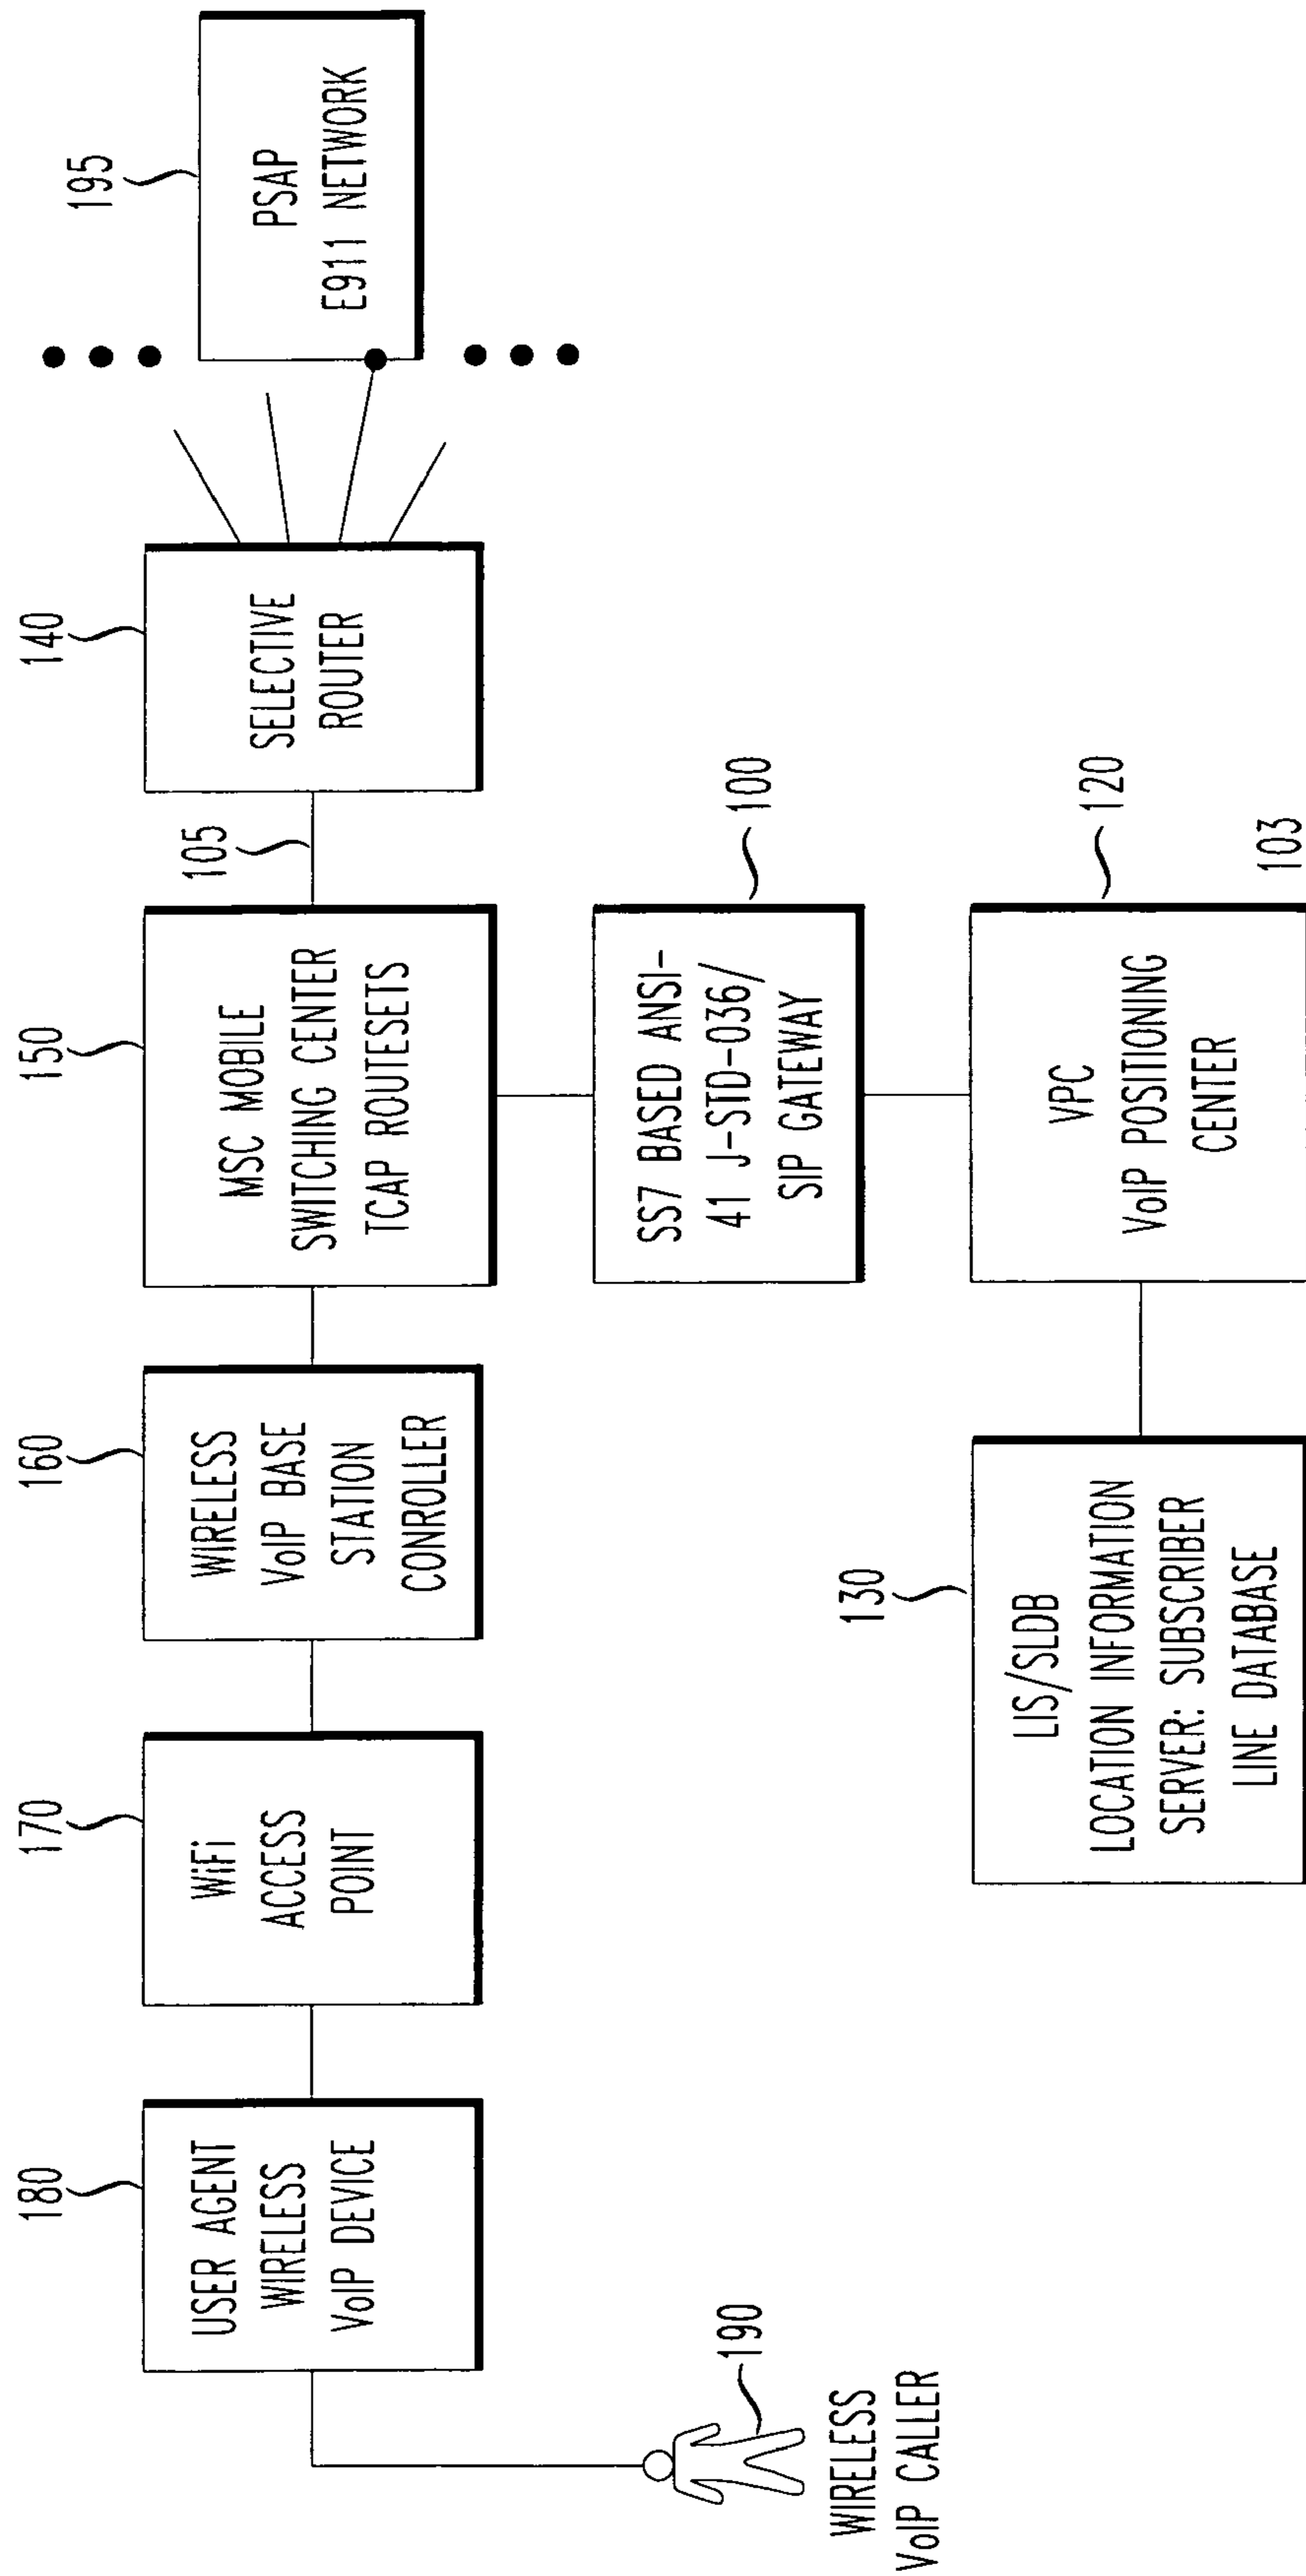 180
USER AGENT
WIRELESS
VoIP DEVICE
170
WiFi
ACCESS
POINT
160
WIRELESS
VoIP BASE
STATION
CONROLLER
150
MSC MOBILE
SWITCHING CENTER
TCAP ROUTESETS
105
140
SELECTIVE
ROUTER
195
PSAP
E911 NETWORK
190
WIRELESS
VoIP CALLER
SS7 BASED ANSI-
41 J-STD-036/
SIP GATEWAY
100
130
LIS/SLDB
LOCATION INFORMATION
SERVER: SUBSCRIBER
LINE DATABASE
VPC
VoIP POSITIONING
CENTER
120
103